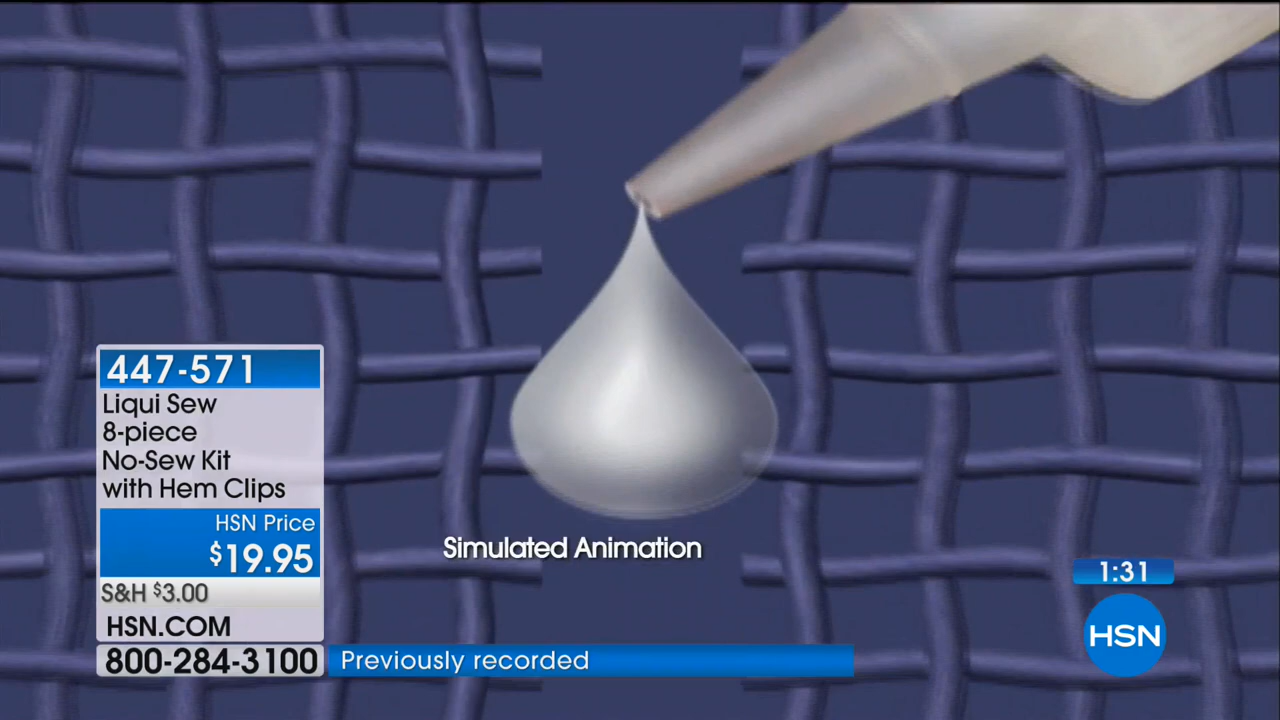 447-571
Liqui Sew
8-piece
No-Sew Kit
with Hem Clips
HSN Price
$19.95
S&H $3.00
HSN.COM
800-284-3100
Previously recorded
Simulated Animation
1:31
HSN